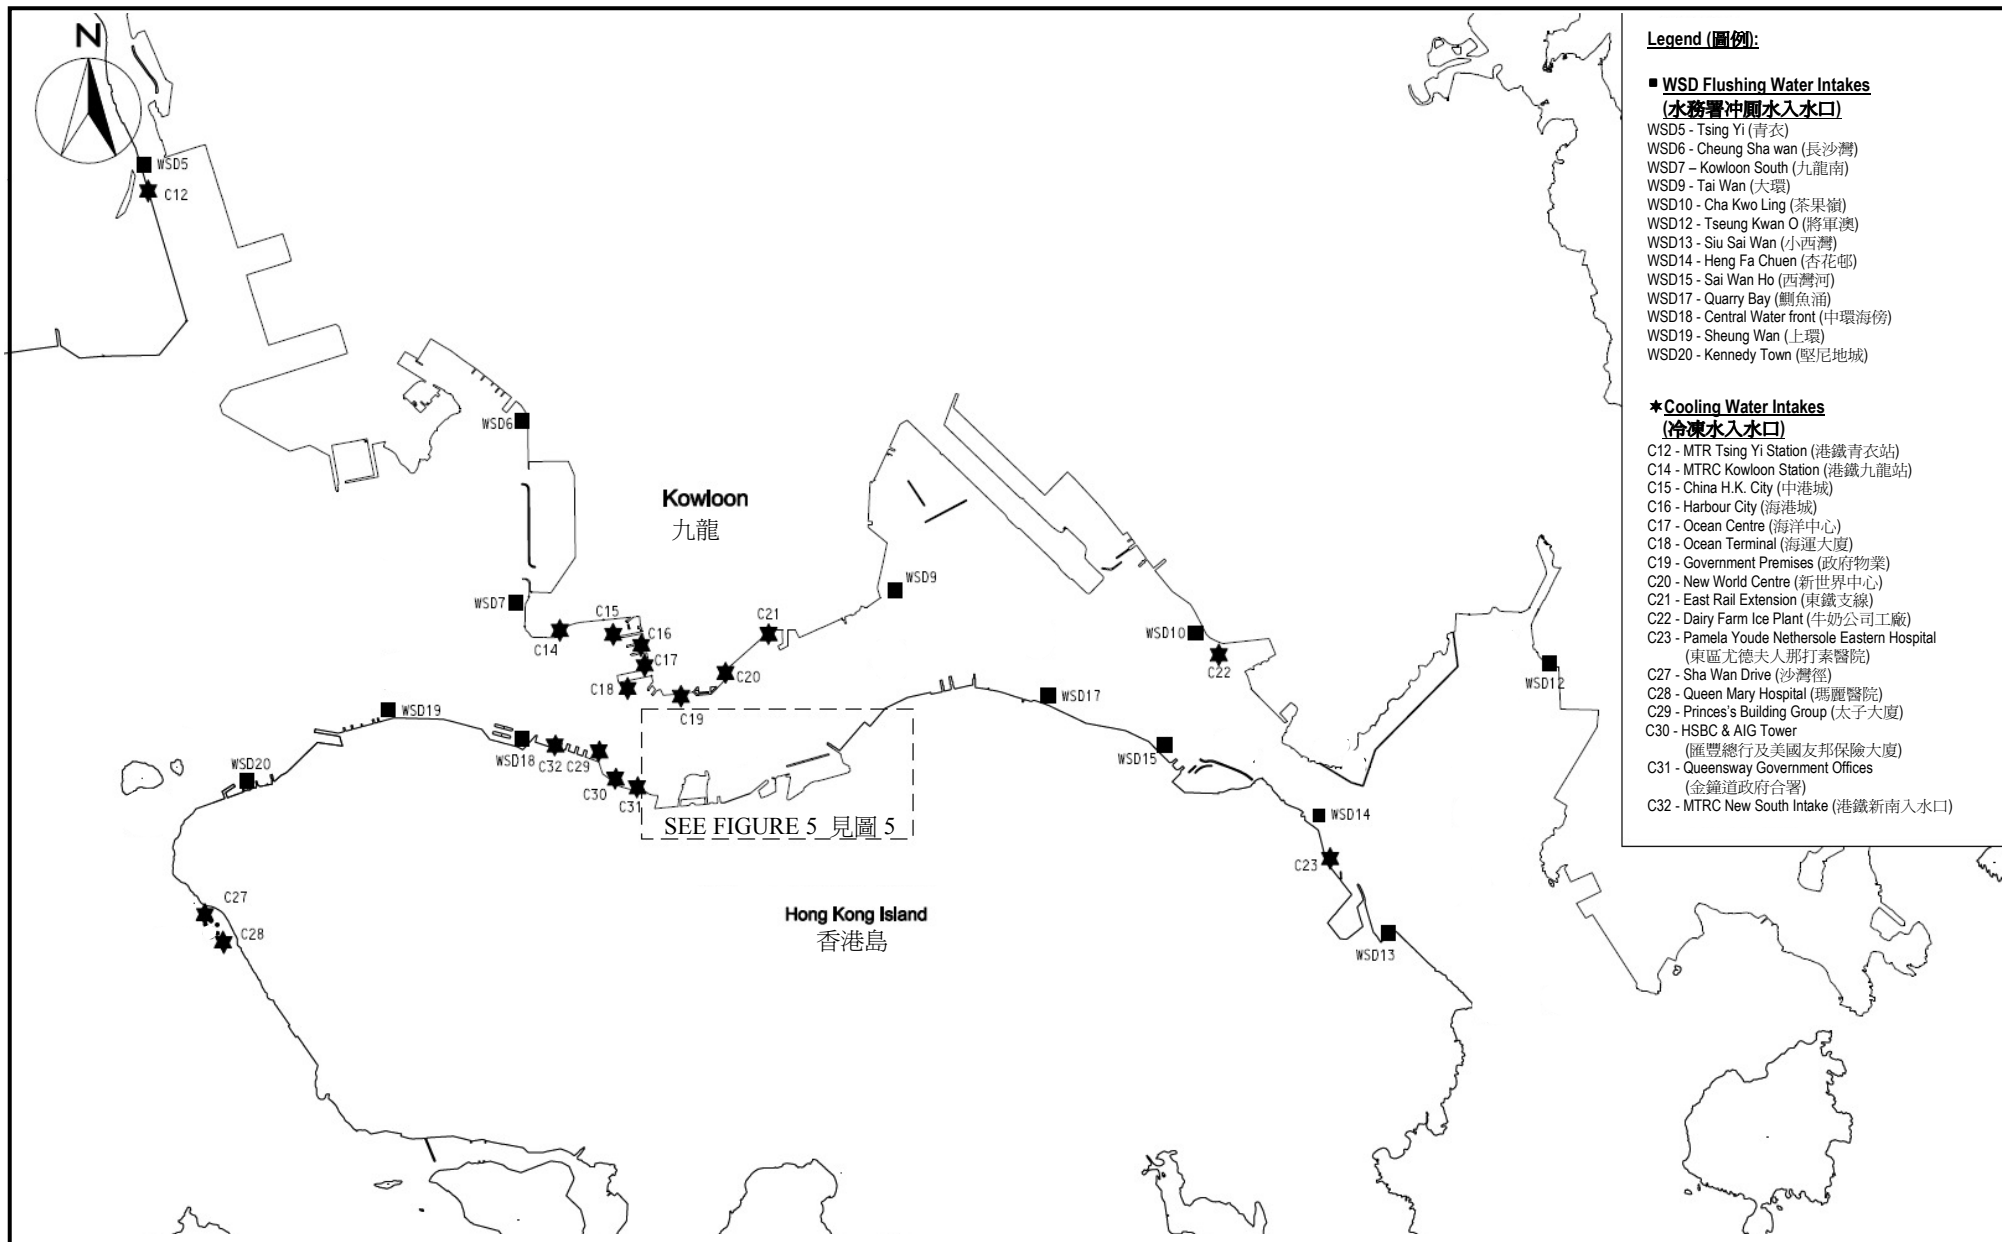 N
WSD5
C12
WSD6
Kowloon
九龍
WSD7
C14
C15
C16
C17
C18
C19
C20
C21
WSD9
WSD10
C22
WSD12
WSD17
WSD19
WSD18
C32
C29
C30
C31
WSD20
WSD15
WSD14
C23
WSD13
SEE FIGURE 5 見圖 5
C27
C28
Hong Kong Island
香港島
Legend (圖例):
WSD Flushing Water Intakes
(水務署冲厠水入水口)
WSD5 - Tsing Yi (青衣)
WSD6 - Cheung Sha wan (長沙灣)
WSD7 – Kowloon South (九龍南)
WSD9 - Tai Wan (大環)
WSD10 - Cha Kwo Ling (茶果嶺)
WSD12 - Tseung Kwan O (將軍澳)
WSD13 - Siu Sai Wan (小西灣)
WSD14 - Heng Fa Chuen (杏花邨)
WSD15 - Sai Wan Ho (西灣河)
WSD17 - Quarry Bay (鰂魚涌)
WSD18 - Central Water front (中環海傍)
WSD19 - Sheung Wan (上環)
WSD20 - Kennedy Town (堅尼地城)
Cooling Water Intakes
(冷凍水入水口)
C12 - MTR Tsing Yi Station (港鐵青衣站)
C14 - MTRC Kowloon Station (港鐵九龍站)
C15 - China H.K. City (中港城)
C16 - Harbour City (海港城)
C17 - Ocean Centre (海洋中心)
C18 - Ocean Terminal (海運大廈)
C19 - Government Premises (政府物業)
C20 - New World Centre (新世界中心)
C21 - East Rail Extension (東鐵支線)
C22 - Dairy Farm Ice Plant (牛奶公司工廠)
C23 - Pamela Youde Nethersole Eastern Hospital
(東區尤德夫人那打素醫院)
C27 - Sha Wan Drive (沙灣徑)
C28 - Queen Mary Hospital (瑪麗醫院)
C29 - Princes's Building Group (太子大廈)
C30 - HSBC & AIG Tower
(匯豐總行及美國友邦保險大廈)
C31 - Queensway Government Offices
(金鐘道政府合署)
C32 - MTRC New South Intake (港鐵新南入水口)